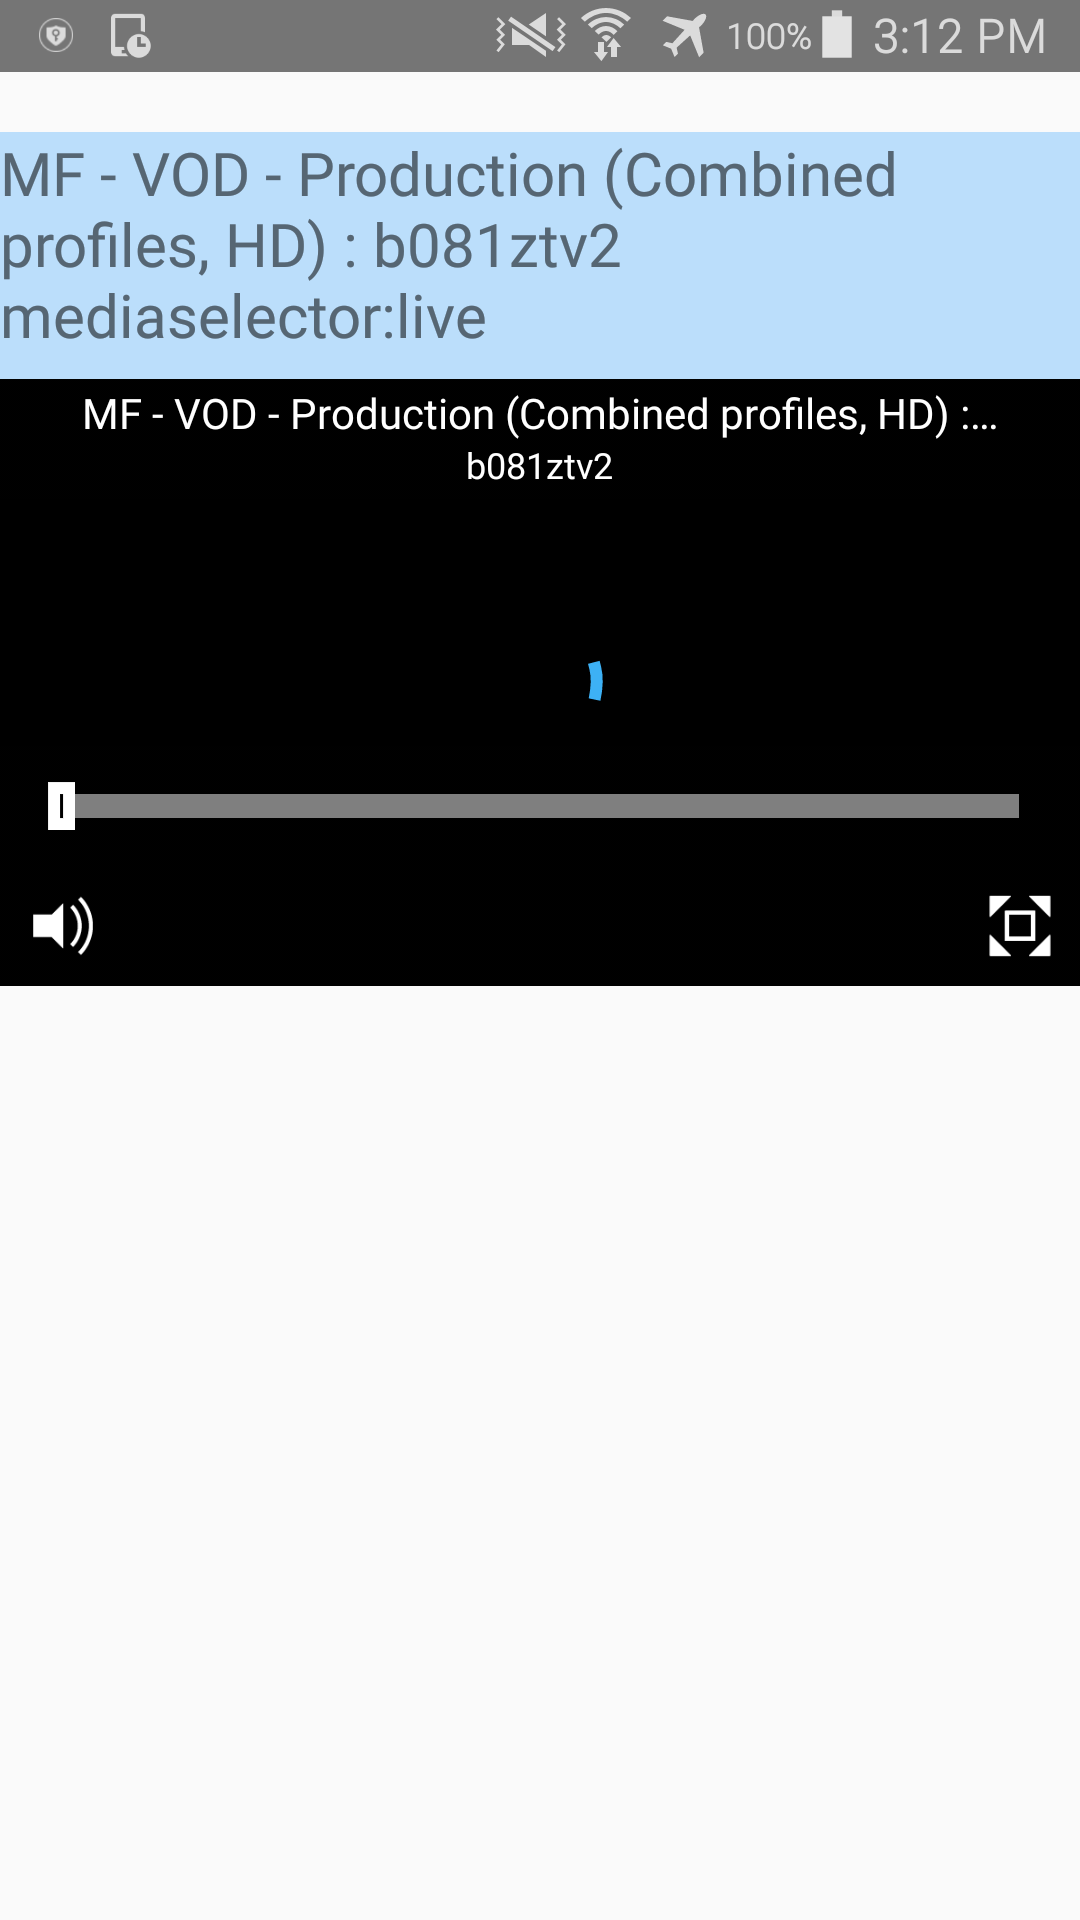 100% 3:12 PM
MF - VOD - Production (Combined
profiles, HD) : b081ztv2
mediaselector:live
MF - VOD - Production (Combined profiles, HD) :...
b081ztv2